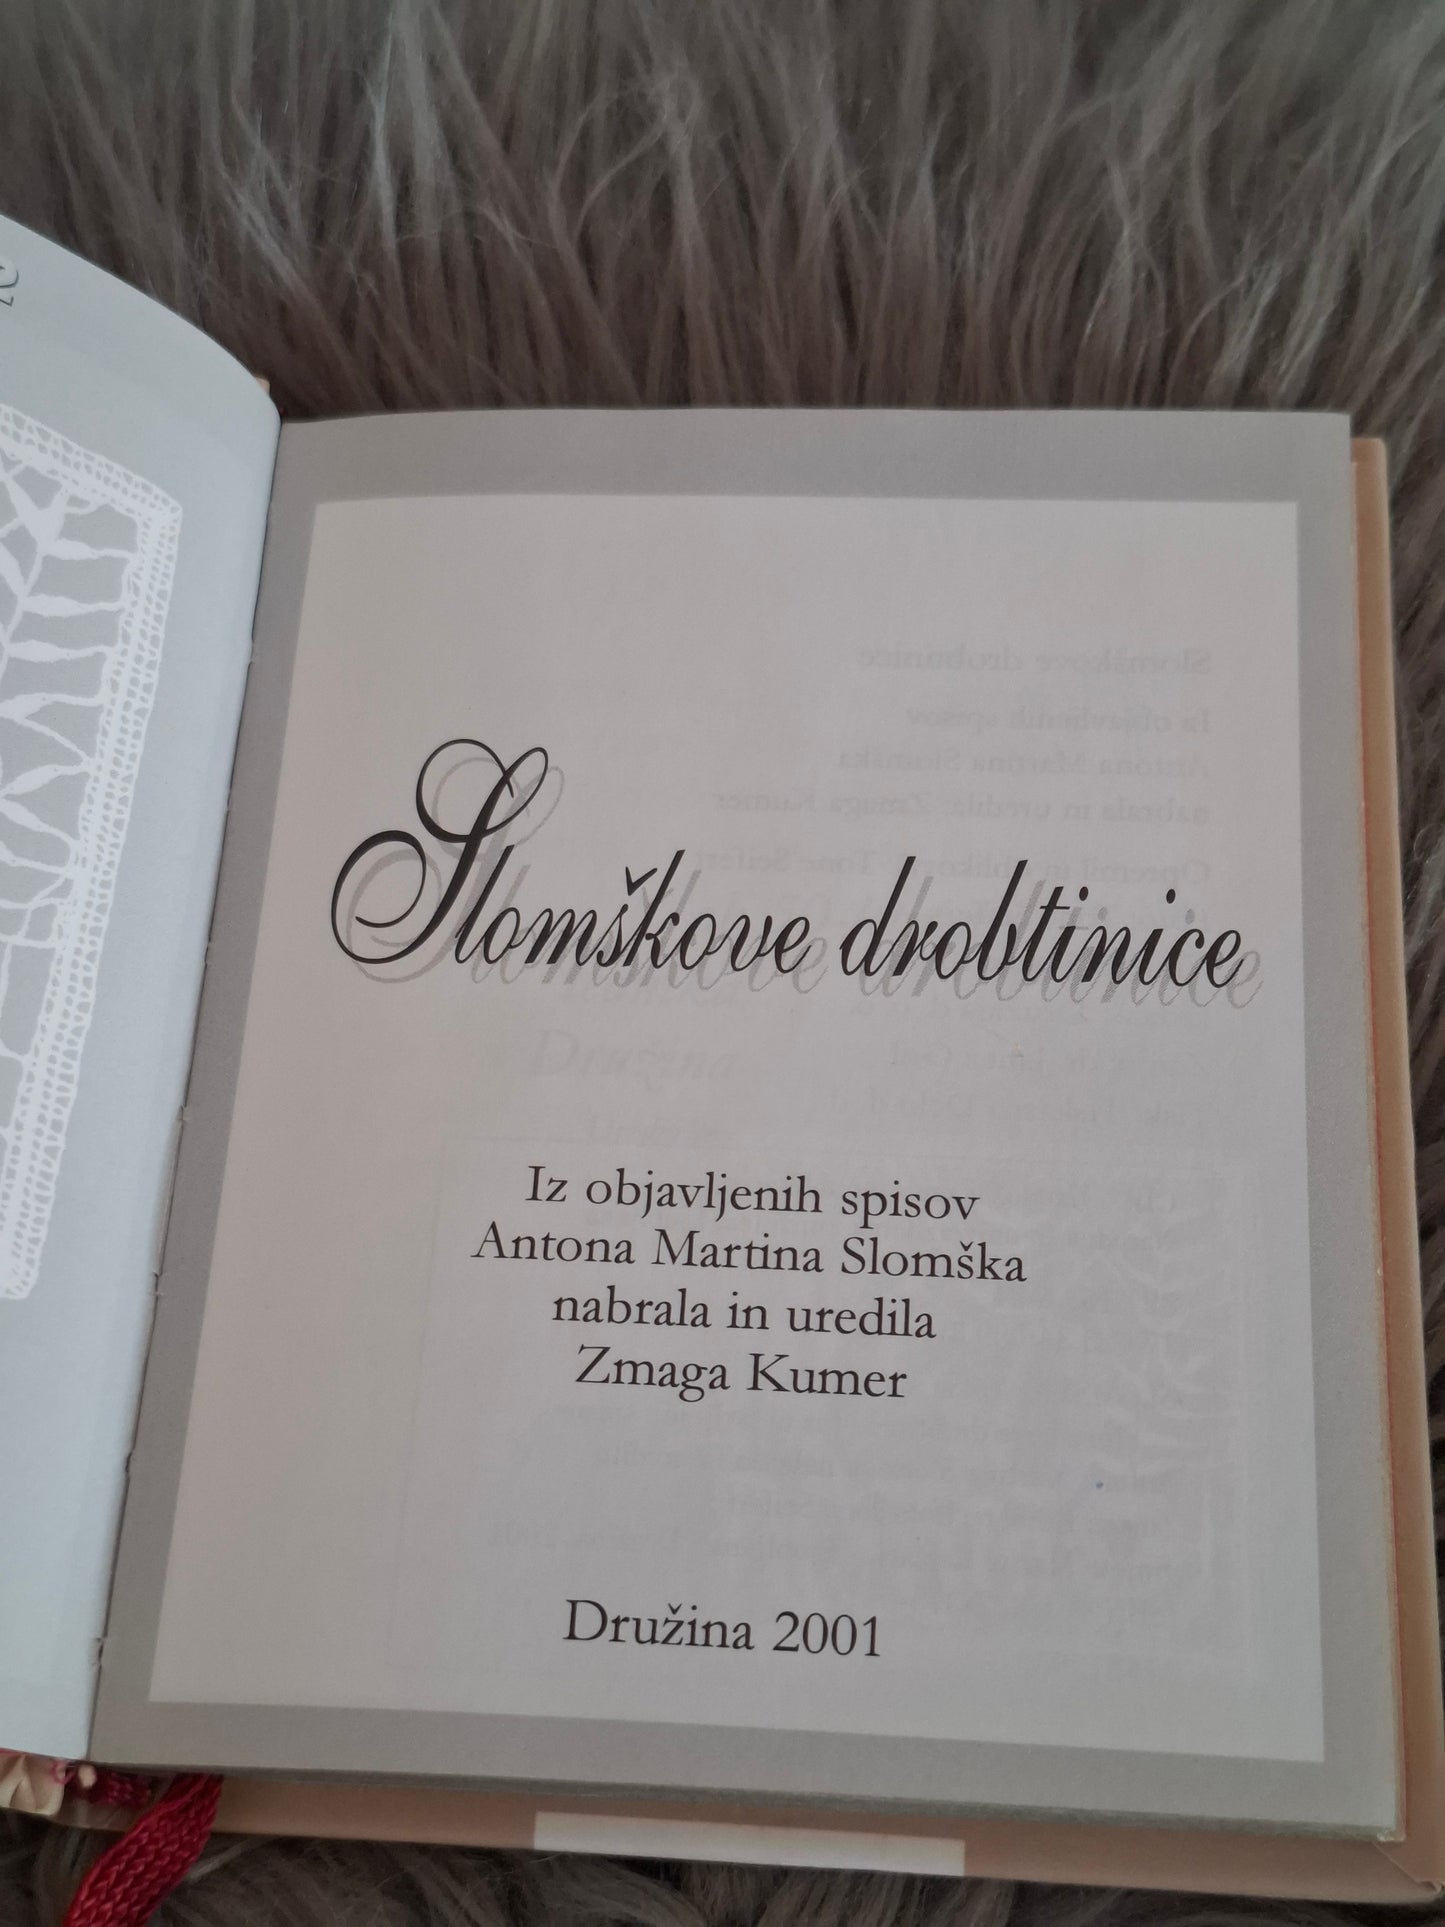 Slomškove drobtinice
Iz objavljenih spisov
Antona Martina Slomška
nabrala in uredila
Zmaga Kumer
Družina 2001